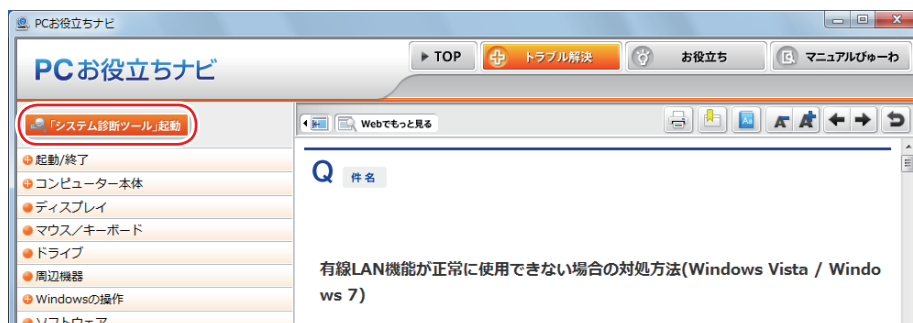 PCお役立ちナビ
PCお役立ちナビ
TOP
トラブル解決
お役立ち
マニュアルびゅーわ
「システム診断ツール」起動
Webでもっと見る
起動/終了
コンピューター本体
ディスプレイ
マウス/キーボード
ドライブ
周辺機器
Windowsの操作
ソフトウェア
Q 件名
有線LAN機能が正常に使用できない場合の対処方法(Windows Vista / Windo
ws 7)